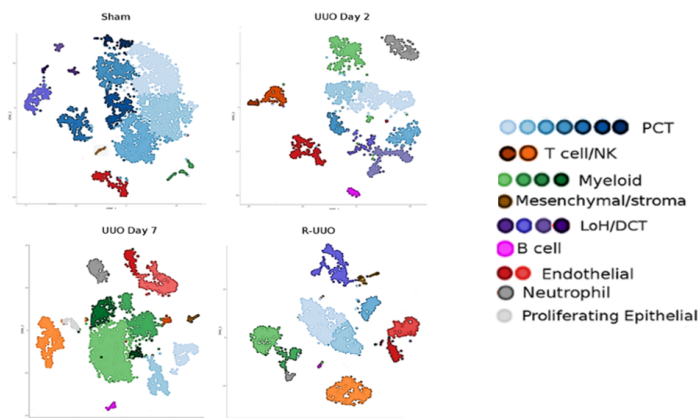 Sham
UUO Day 2
UUO Day 7
R-UUO
PCT
T cell/NK
Myeloid
Mesenchymal/stroma
LoH/DCT
B cell
Endothelial
Neutrophil
Proliferating Epithelial